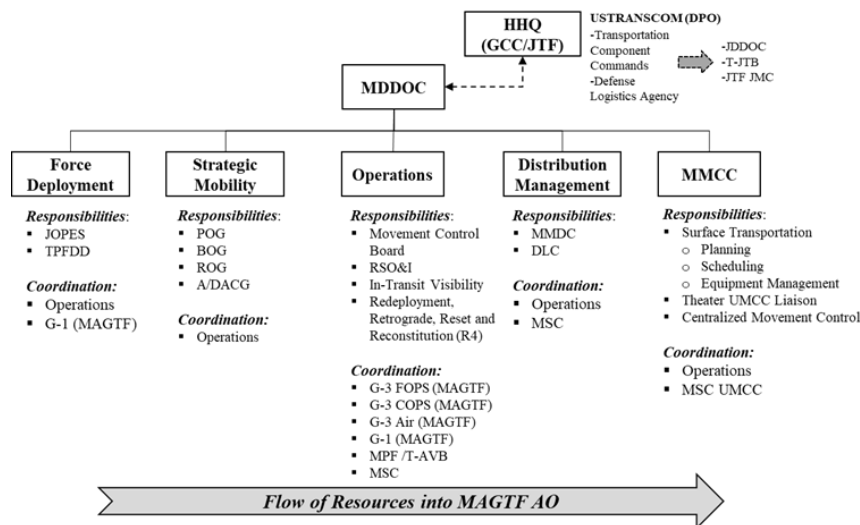 HHQ
(GCC/JTF)
USTRANSCOM (DPO)
-Transportation
Component
Commands
-Defense
Logistics Agency
-JDDOC
-T-JTB
-JTF JMC
MDDOC
Force
Deployment
Responsibilities:
▪ JOPES
▪ TPFDD
Coordination:
▪ Operations
▪ G-1 (MAGTF)
Strategic
Mobility
Responsibilities:
▪ POG
▪ BOG
▪ ROG
▪ A/DACG
Coordination:
▪ Operations
Operations
Responsibilities:
▪ Movement Control
Board
▪ RSO&I
▪ In-Transit Visibility
▪ Redeployment,
Retrograde, Reset and
Reconstitution (R4)
Coordination:
▪ G-3 FOPS (MAGTF)
▪ G-3 COPS (MAGTF)
▪ G-3 Air (MAGTF)
▪ G-1 (MAGTF)
▪ MPF /T-AVB
▪ MSC
Distribution
Management
Responsibilities:
▪ MMDC
▪ DLC
Coordination:
▪ Operations
▪ MSC
MMCC
Responsibilities:
▪ Surface Transportation
o Planning
o Scheduling
o Equipment Management
▪ Theater UMCC Liaison
▪ Centralized Movement Control
Coordination:
▪ Operations
▪ MSC UMCC
Flow of Resources into MAGTF AO